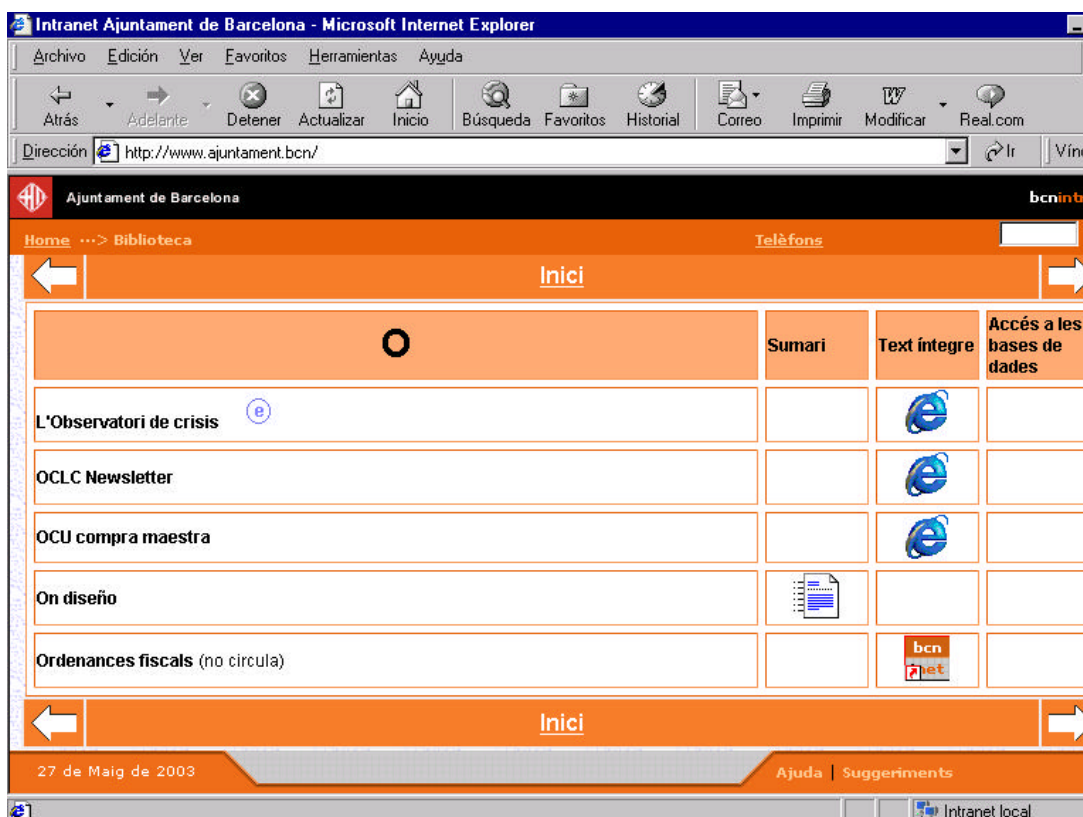 Intranet Ajuntament de Barcelona - Microsoft Internet Explorer
Archivo Edición Ver Favoritos Herramientas Ayuda
Atrás Adelante Detener Actualizar Inicio Búsqueda Favoritos Historial Correo Imprimir Modificar Real.com
Dirección http://www.ajuntament.bcn/ Ir Vín
Ajuntament de Barcelona bcnint
Home ···> Biblioteca Telèfons
Inici
O Sumari Text íntegre Accés a les
bases de
dades
L'Observatori de crisis e
OCLC Newsletter
OCU compra maestra
On diseño
Ordenances fiscals (no circula) bcn
net
Inici
27 de Maig de 2003 Ajuda | Suggeriments
Intranet local